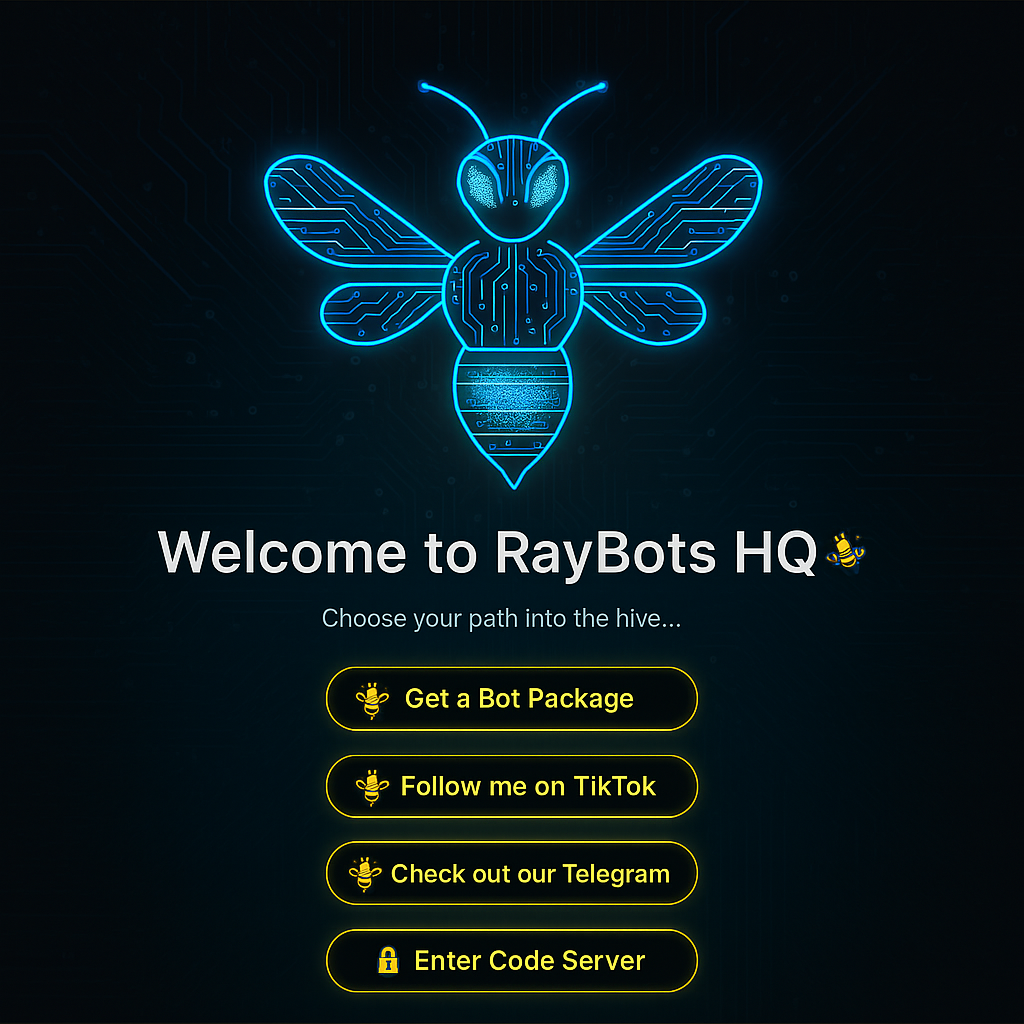 Welcome to RayBots HQ
Choose your path into the hive...
Get a Bot Package
Follow me on TikTok
Check out our Telegram
Enter Code Server